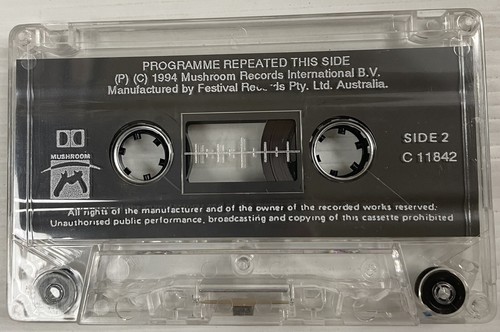 PROGRAMME REPEATED THIS SIDE
(P) (C) 1994 Mushroom Records International B.V.
Manufactured by Festival Records Pty. Ltd. Australia.
MUSHROOM
SIDE 2
C 11842
All rights of the manufacturer and of the owner of the recorded works reserved.
Unauthorised public performance, broadcasting and copying of this cassette prohibited